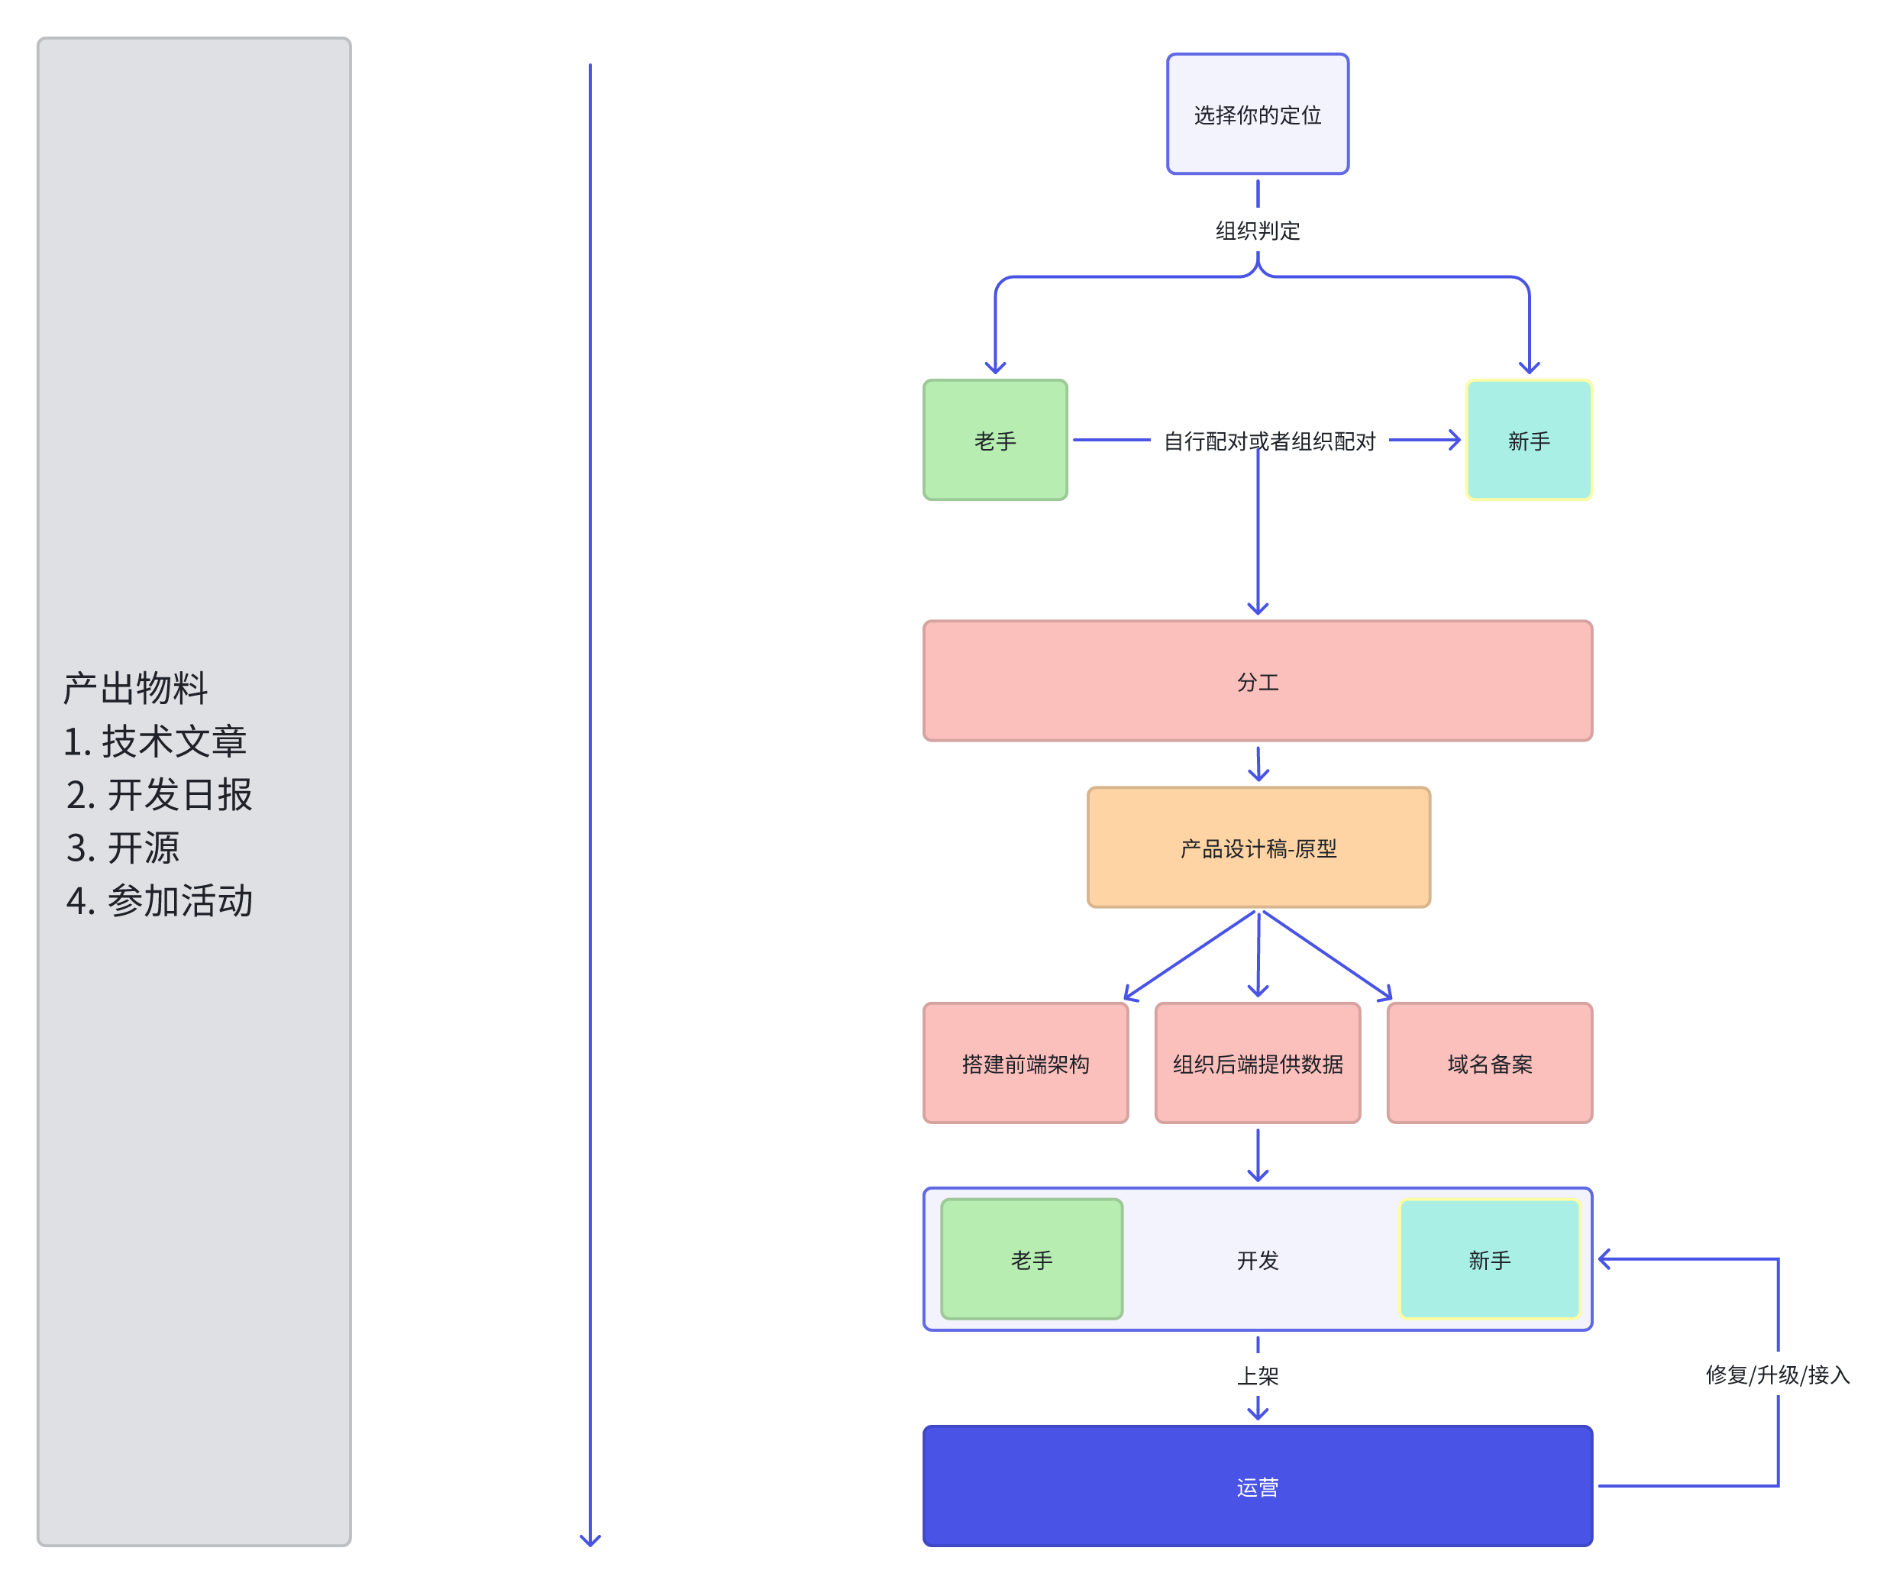 产出物料
1. 技术文章
2. 开发日报
3. 开源
4. 参加活动
选择你的定位
组织判定
老手
自行配对或者组织配对
新手
分工
产品设计稿-原型
搭建前端架构
组织后端提供数据
域名备案
老手
开发
新手
上架
修复/升级/接入
运营